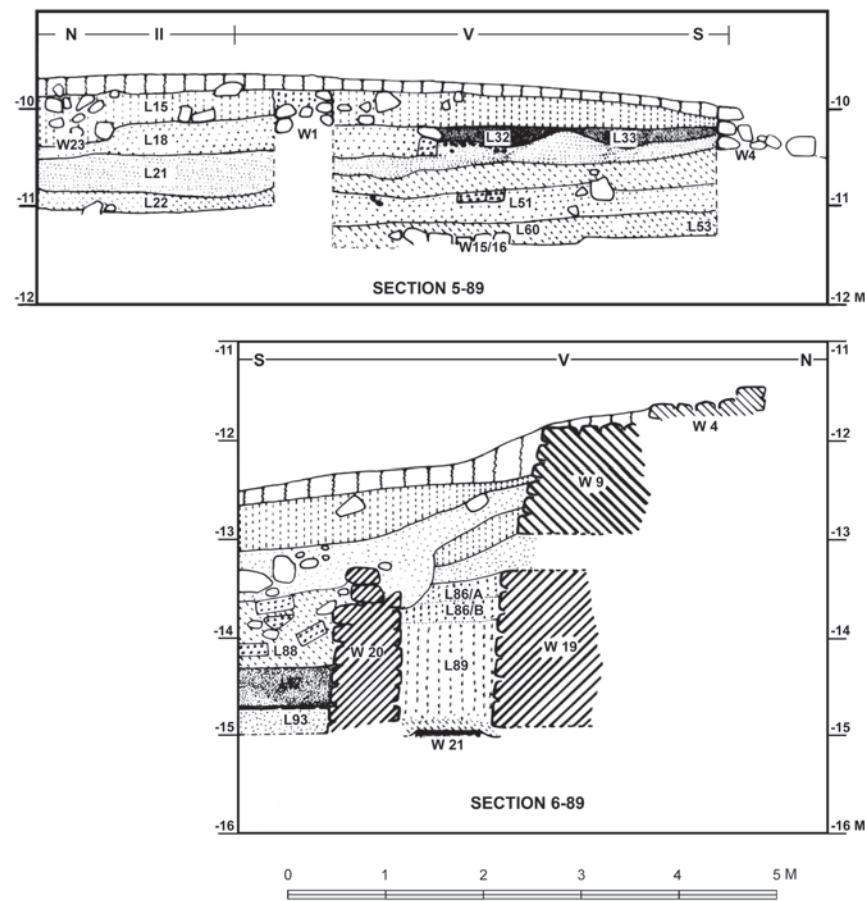 N II V S
-10 -10
L15
W23 W1 L32 L33 W4
L18
L21
L22
-11 L51 -11
L60 L53
W15/16
SECTION 5-89
-12 -12 M
-11 -11
S V N
W 4
-12 -12
W 9
-13 -13
L86/A
L86/B
-14 -14
L88 W 20 L89 W 19
L93
-15 -15
W 21
SECTION 6-89
-16 -16 M
0 1 2 3 4 5 M